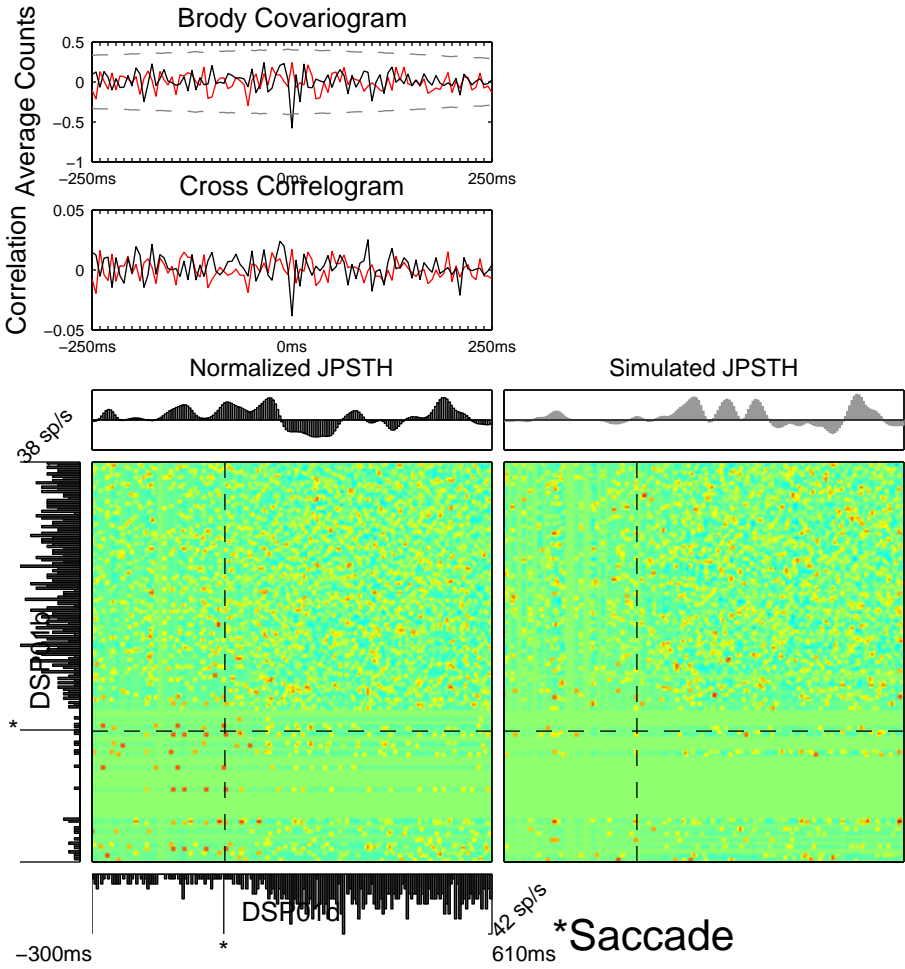 Brody Covariogram
Average Counts
0.5
0
−0.5
−1
−250ms
0ms
250ms
Cross Correlogram
Correlation
0.05
0
−0.05
−250ms
0ms
250ms
Normalized JPSTH
Simulated JPSTH
38 sp/s
*
DSP01d
42 sp/s
*
−300ms
610ms
*Saccade